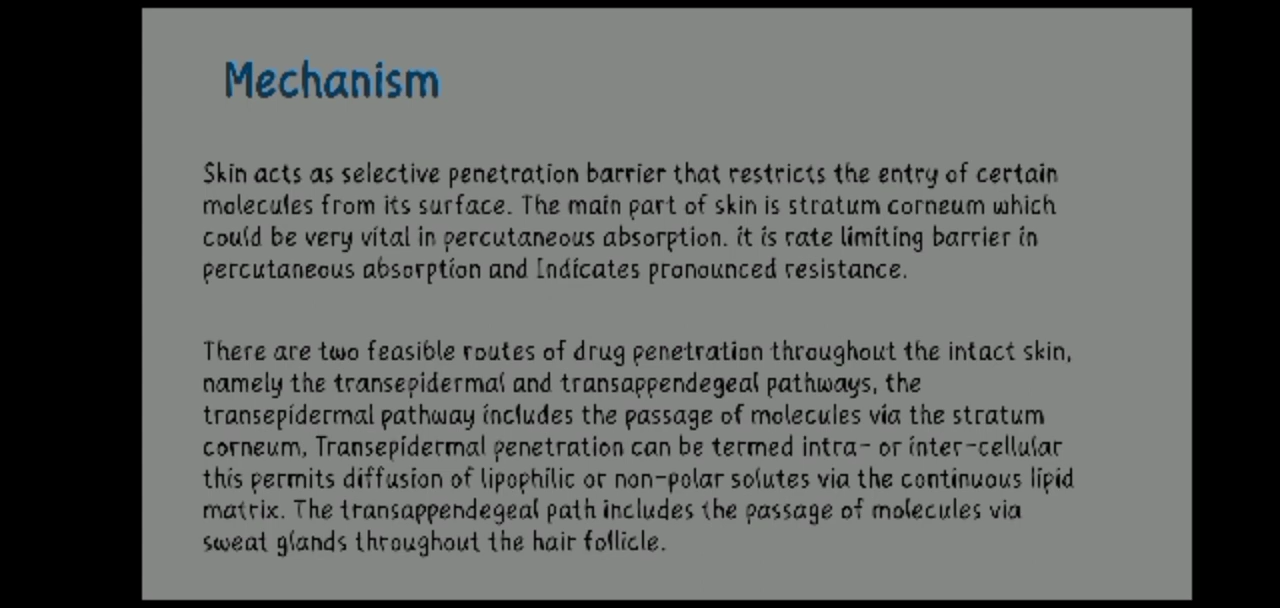 Mechanism
Skin acts as selective penetration barrier that restricts the entry of certain
molecules from its surface. The main part of skin is stratum corneum which
could be very vital in percutaneous absorption. it is rate limiting barrier in
percutaneous absorption and Indicates pronounced resistance.
There are two feasible routes of drug penetration throughout the intact skin,
namely the transepidermal and transappendegeal pathways, the
transepidermal pathway includes the passage of molecules via the stratum
corneum, Transepidermal penetration can be termed intra- or inter-cellular
this permits diffusion of lipophilic or non-polar solutes via the continuous lipid
matrix. The transappendegeal path includes the passage of molecules via
sweat glands throughout the hair follicle.